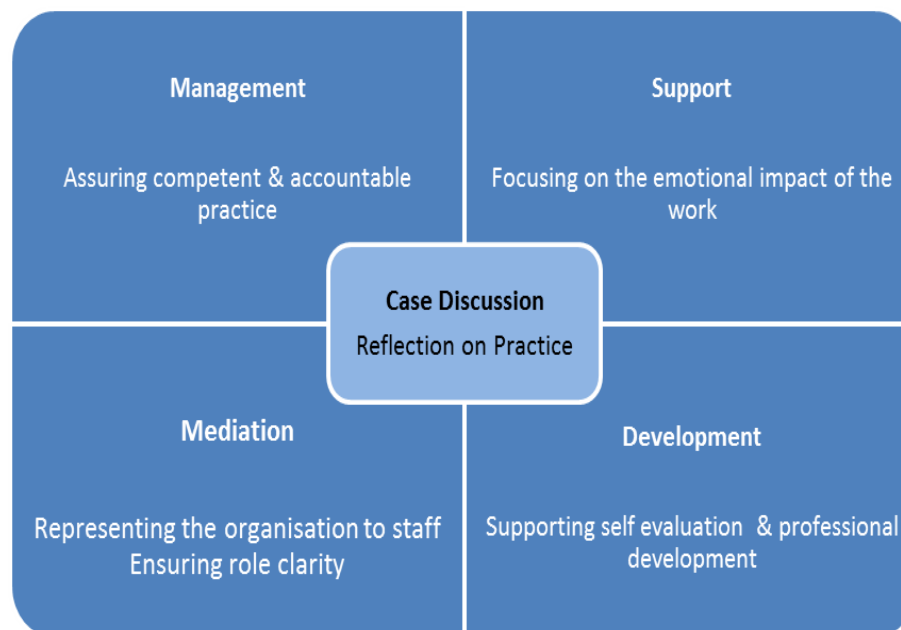 Management
Assuring competent & accountable
practice
Support
Focusing on the emotional impact of the
work
Case Discussion
Reflection on Practice
Mediation
Representing the organisation to staff
Ensuring role clarity
Development
Supporting self evaluation & professional
development